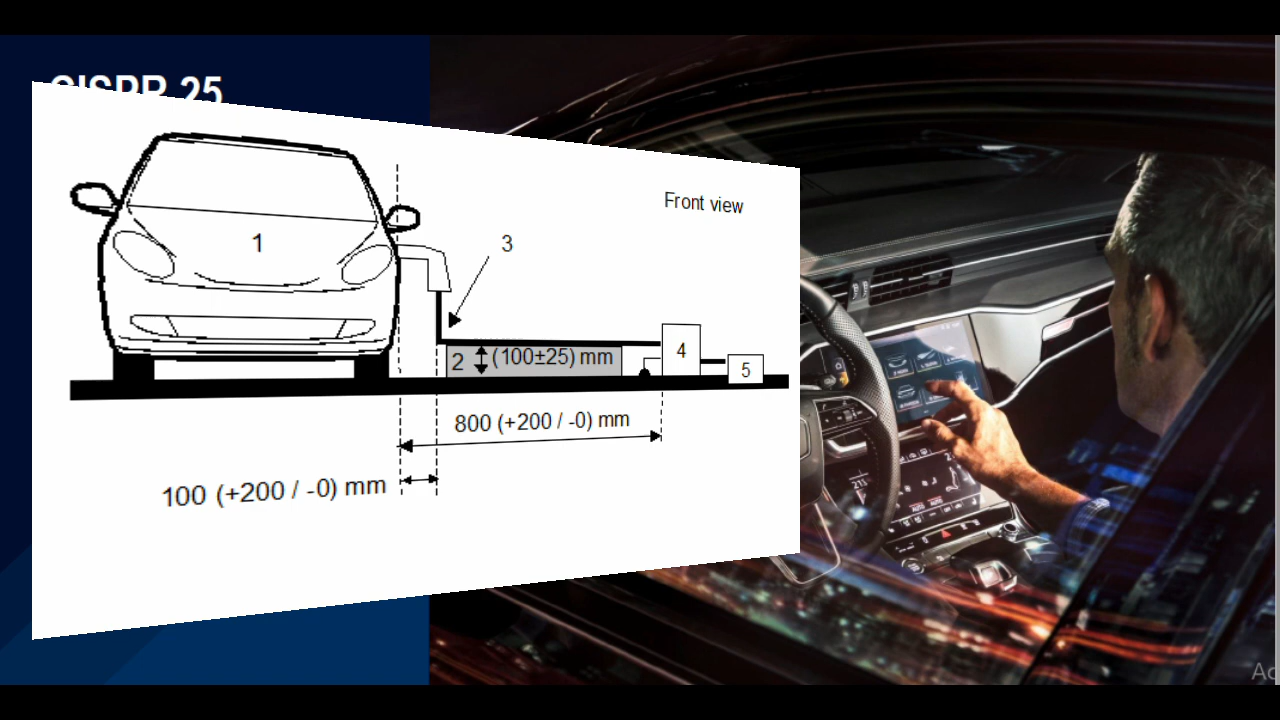 CISPR 25
Front view
1
3
2
(100±25) mm
4
5
800 (+200 / -0) mm
100 (+200 / -0) mm